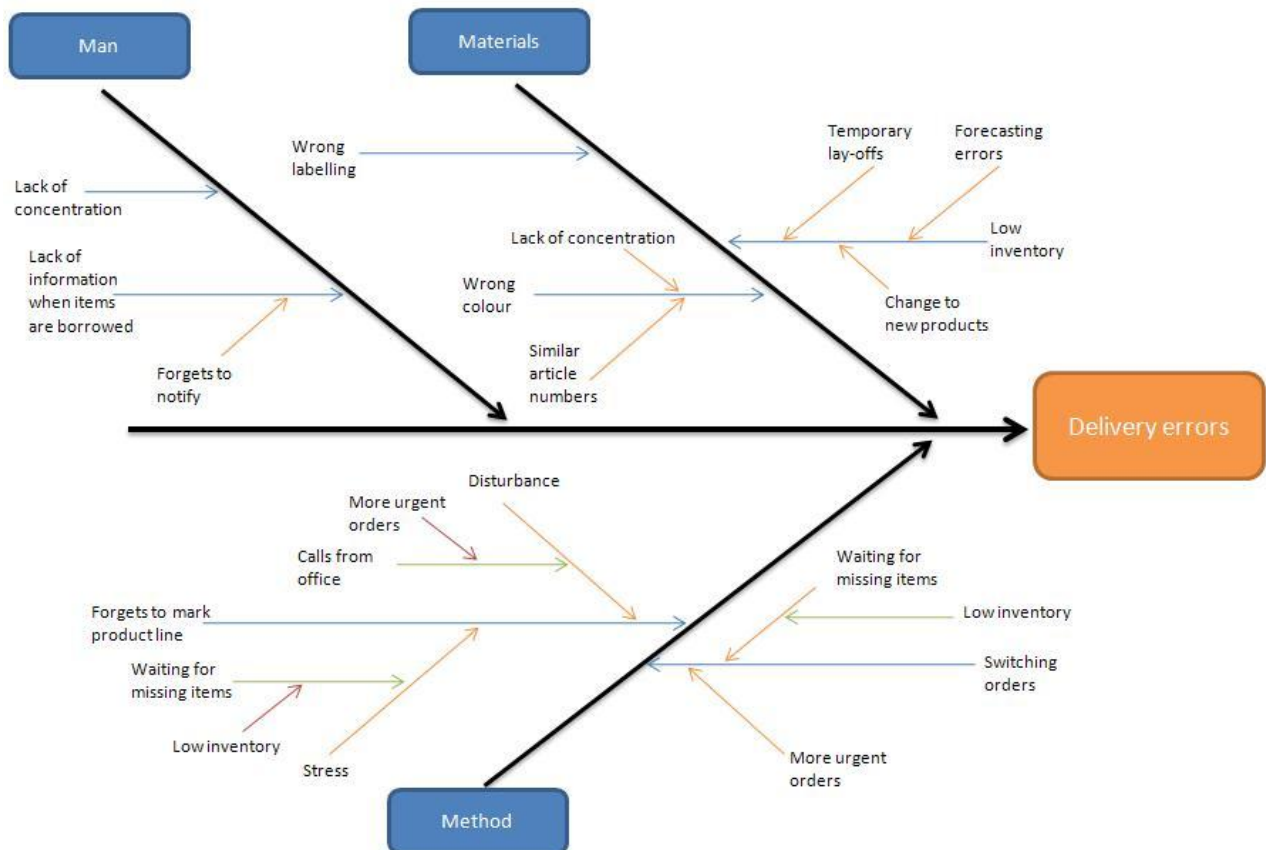 Man
Materials
Wrong
labelling
Temporary
lay-offs
Forecasting
errors
Lack of
concentration
Lack of concentration
Low
inventory
Lack of
information
when items
are borrowed
Wrong
colour
Change to
new products
Similar
article
numbers
Forgets to
notify
Delivery errors
Disturbance
More urgent
orders
Calls from
office
Waiting for
missing items
Forgets to mark
product line
Low inventory
Waiting for
missing items
Switching
orders
Low inventory
Stress
More urgent
orders
Method